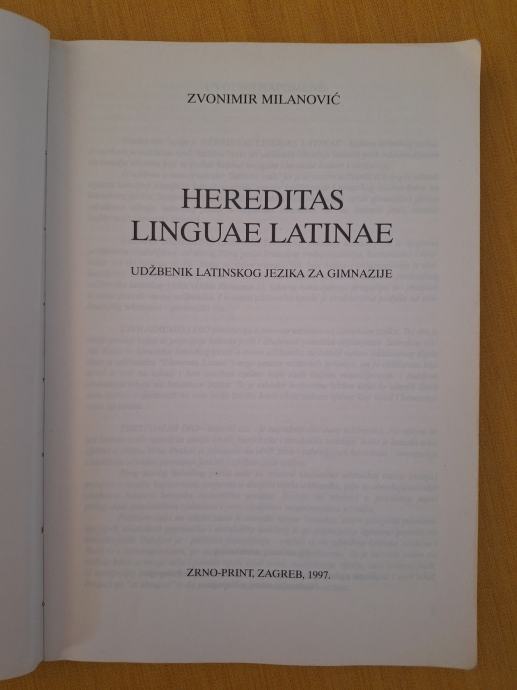 ZVONIMIR MILANOVIĆ
HEREDITAS
LINGUAE LATINAE
UDŽBENIK LATINSKOG JEZIKA ZA GIMNAZIJE
ZRNO-PRINT, ZAGREB, 1997.